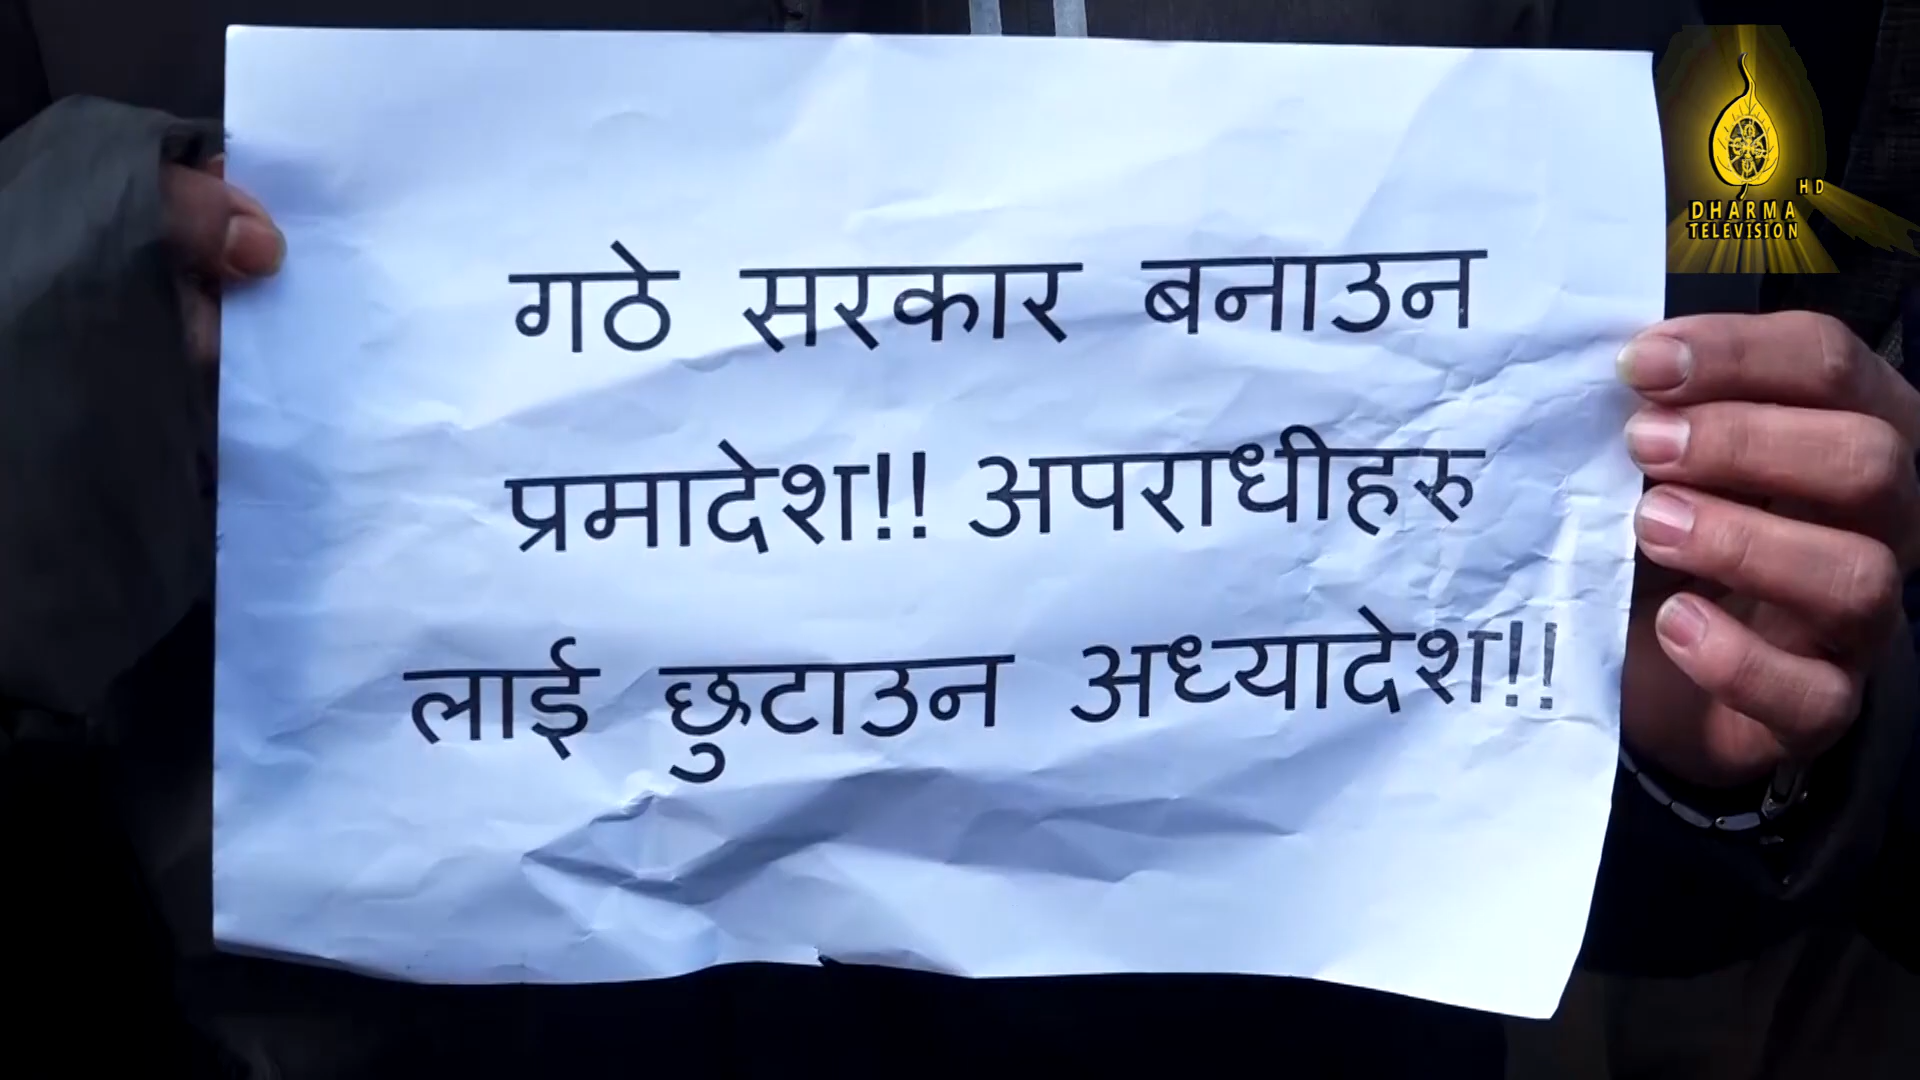 गठे सरकार बनाउन
प्रमादेश!! अपराधीहरु
लाई छुटाउन अध्यादेश!!
HD
DHARMA
TELEVISION